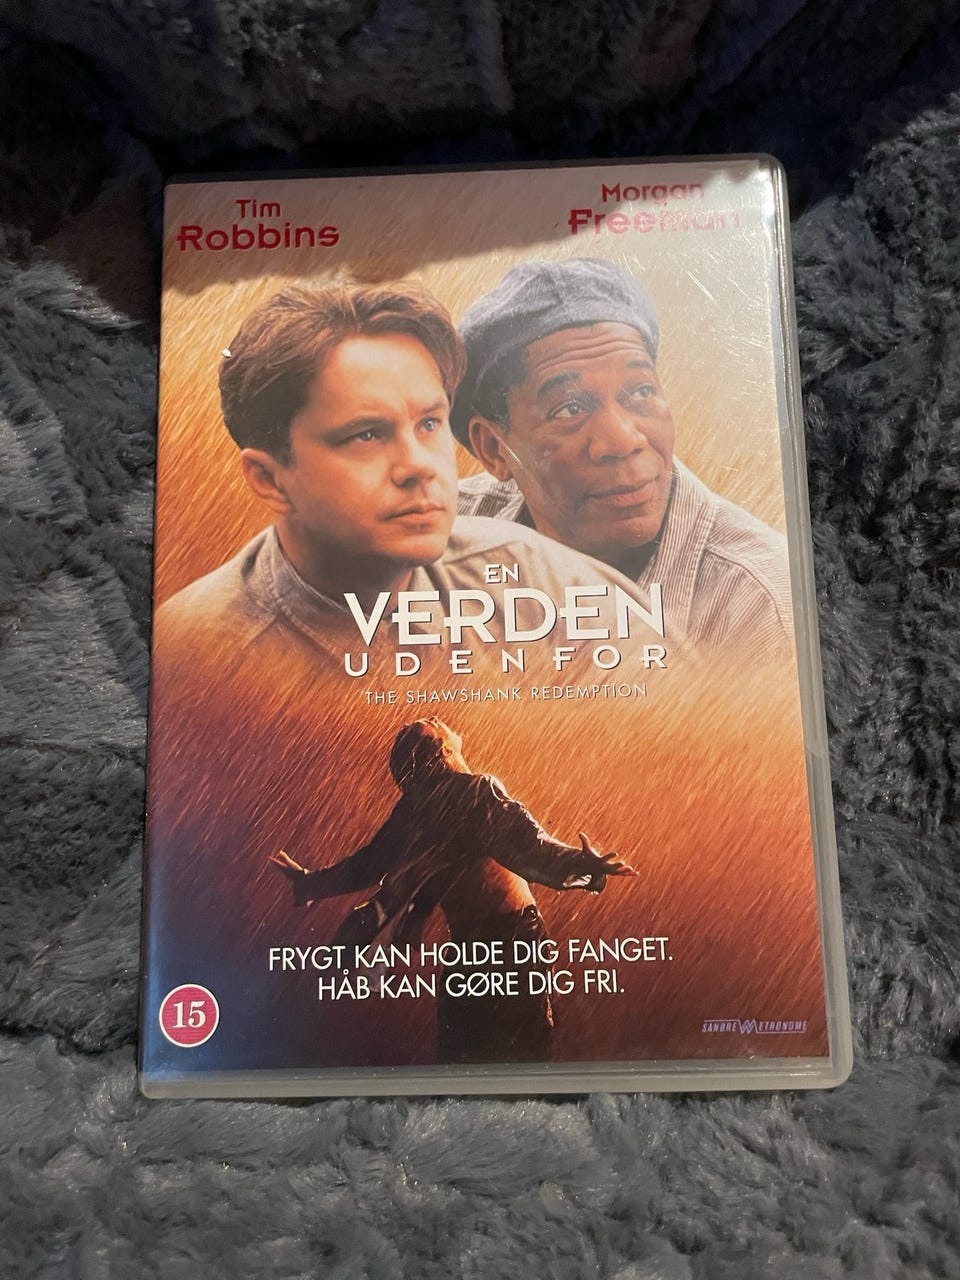 Tim
Robbins
Morgan
Freeman
EN
VERDEN
UDENFOR
THE SHAWSHANK REDEMPTION
FRYGT KAN HOLDE DIG FANGET.
HÅB KAN GØRE DIG FRI.
15
SANDREW METRONOME